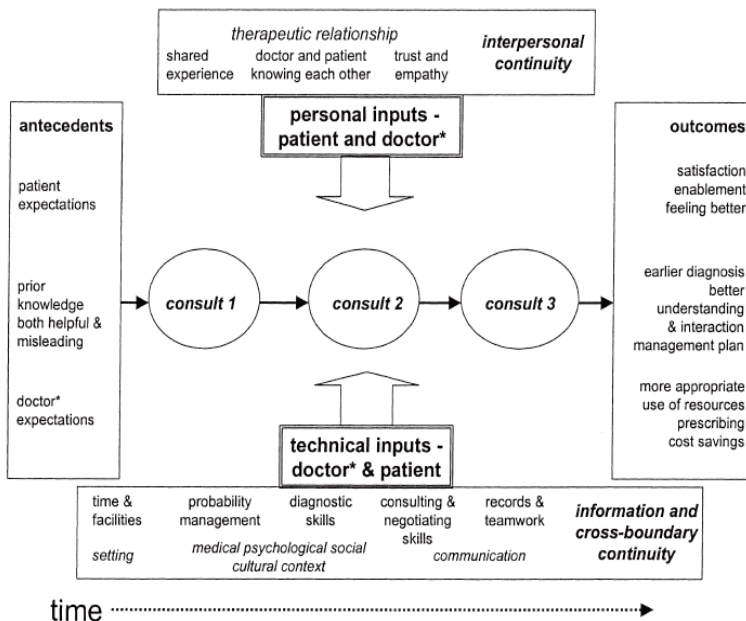 therapeutic relationship
shared experience
doctor and patient knowing each other
trust and empathy
interpersonal continuity
personal inputs -
patient and doctor*
antecedents
patient
expectations
prior
knowledge
both helpful &
misleading
doctor*
expectations
consult 1
consult 2
consult 3
outcomes
satisfaction
enablement
feeling better
earlier diagnosis
better
understanding
& interaction
management plan
more appropriate
use of resources
prescribing
cost savings
technical inputs -
doctor* & patient
time &
facilities
probability
management
diagnostic
skills
consulting &
negotiating
skills
records &
teamwork
information and
cross-boundary
continuity
setting
medical psychological social
cultural context
communication
time